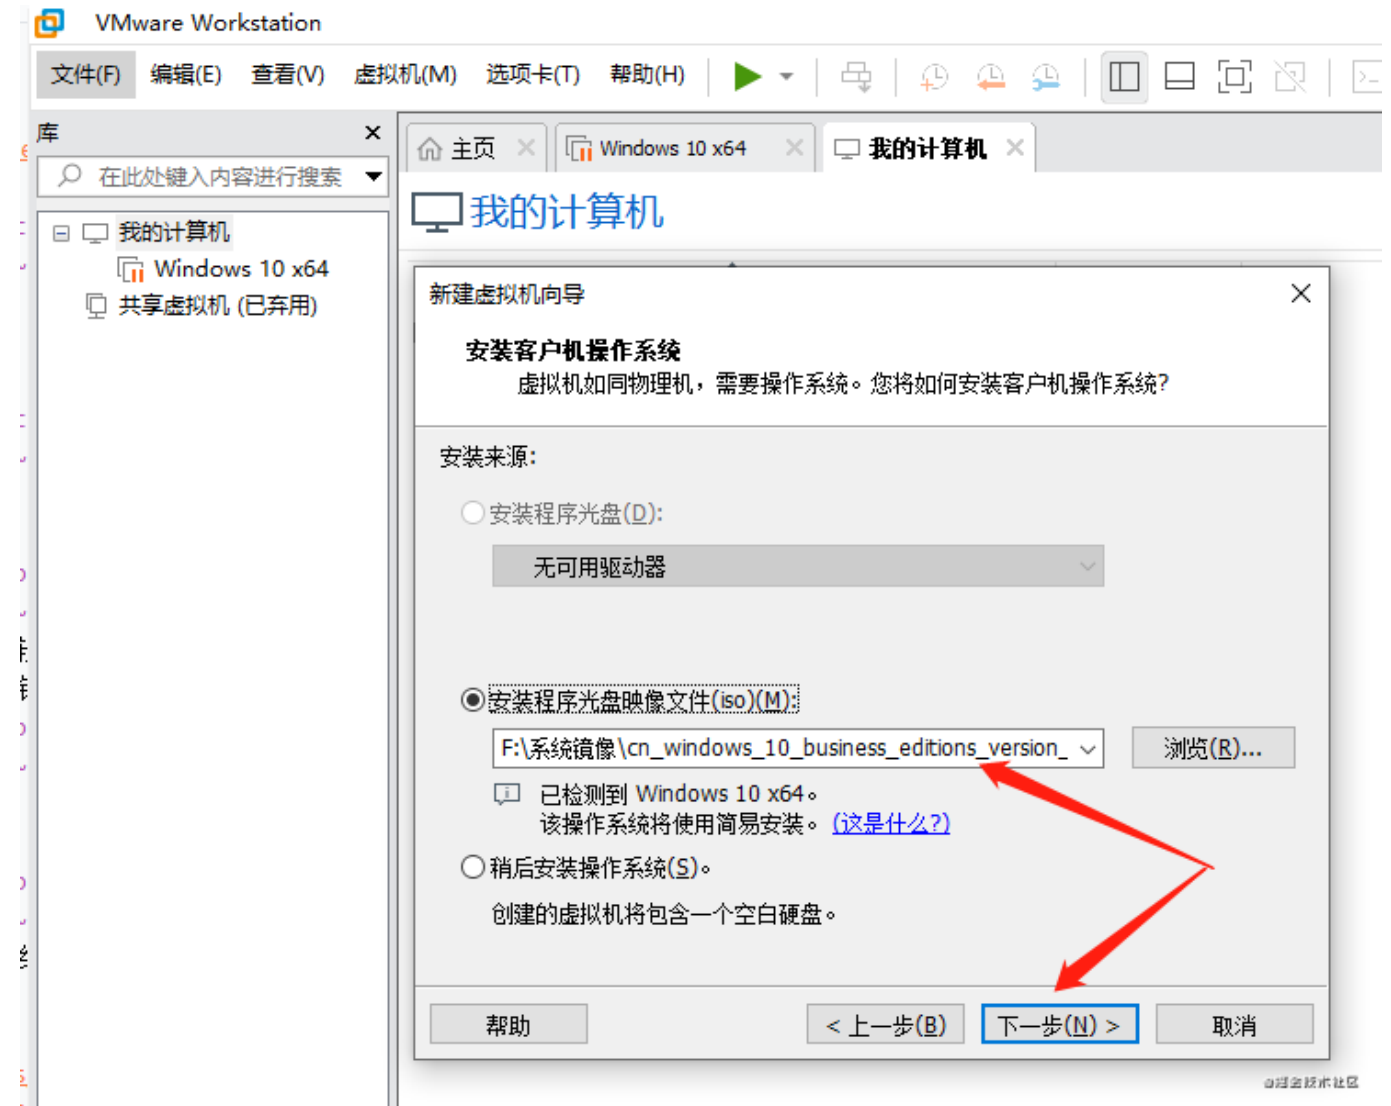 VMware Workstation
文件(F) 编辑(E) 查看(V) 虚拟机(M) 选项卡(T) 帮助(H)
库
在此处键入内容进行搜索
我的计算机
Windows 10 x64
共享虚拟机 (已弃用)
主页 Windows 10 x64 我的计算机
我的计算机
新建虚拟机向导
安装客户机操作系统
虚拟机如同物理机，需要操作系统。您将如何安装客户机操作系统?
安装来源:
安装程序光盘(D):
无可用驱动器
安装程序光盘映像文件(iso)(M):
F:\系统镜像\cn_windows_10_business_editions_version_
浏览(R)...
已检测到 Windows 10 x64。
该操作系统将使用简易安装。 (这是什么?)
稍后安装操作系统(S)。
创建的虚拟机将包含一个空白硬盘。
帮助 < 上一步(B) 下一步(N) > 取消
@掘金技术社区